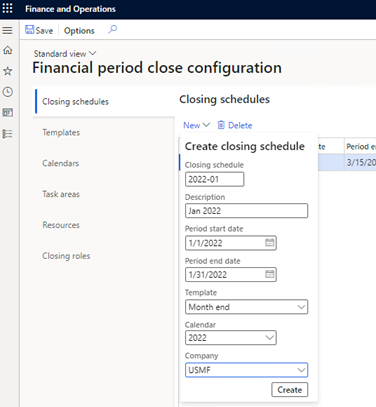 Finance and Operations
Save Options
Standard view
Financial period close configuration
Closing schedules
Templates
Calendars
Task areas
Resources
Closing roles
Closing schedules
New Delete
Create closing schedule
Closing schedule
2022-01
Description
Jan 2022
Period start date
1/1/2022
Period end date
1/31/2022
Template
Month end
Calendar
2022
Company
USMF
Create
Period
3/15/20